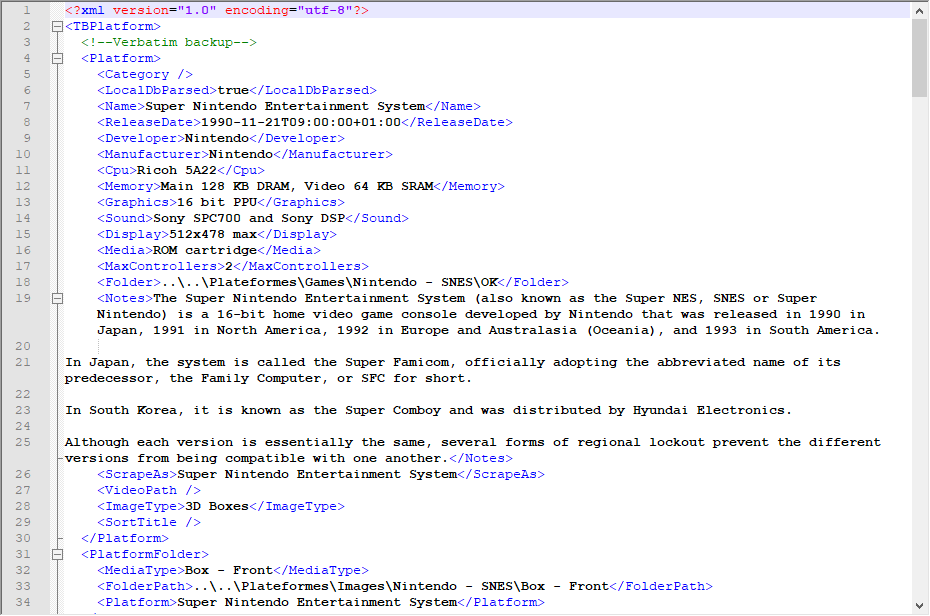 1 <?xml version="1.0" encoding="utf-8"?>
2 <TBPlatform>
3 <!--Verbatim backup-->
4 <Platform>
5 <Category />
6 <LocalDbParsed>true</LocalDbParsed>
7 <Name>Super Nintendo Entertainment System</Name>
8 <ReleaseDate>1990-11-21T09:00:00+01:00</ReleaseDate>
9 <Developer>Nintendo</Developer>
10 <Manufacturer>Nintendo</Manufacturer>
11 <Cpu>Ricoh 5A22</Cpu>
12 <Memory>Main 128 KB DRAM, Video 64 KB SRAM</Memory>
13 <Graphics>16 bit PPU</Graphics>
14 <Sound>Sony SPC700 and Sony DSP</Sound>
15 <Display>512x478 max</Display>
16 <Media>ROM cartridge</Media>
17 <MaxControllers>2</MaxControllers>
18 <Folder>..\..\Plateformes\Games\Nintendo - SNES\OK</Folder>
19 <Notes>The Super Nintendo Entertainment System (also known as the Super NES, SNES or Super
Nintendo) is a 16-bit home video game console developed by Nintendo that was released in 1990 in
Japan, 1991 in North America, 1992 in Europe and Australasia (Oceania), and 1993 in South America.
20
21 In Japan, the system is called the Super Famicom, officially adopting the abbreviated name of its
predecessor, the Family Computer, or SFC for short.
22
23 In South Korea, it is known as the Super Comboy and was distributed by Hyundai Electronics.
24
25 Although each version is essentially the same, several forms of regional lockout prevent the different
versions from being compatible with one another.</Notes>
26 <ScrapeAs>Super Nintendo Entertainment System</ScrapeAs>
27 <VideoPath />
28 <ImageType>3D Boxes</ImageType>
29 <SortTitle />
30 </Platform>
31 <PlatformFolder>
32 <MediaType>Box - Front</MediaType>
33 <FolderPath>..\..\Plateformes\Images\Nintendo - SNES\Box - Front</FolderPath>
34 <Platform>Super Nintendo Entertainment System</Platform>